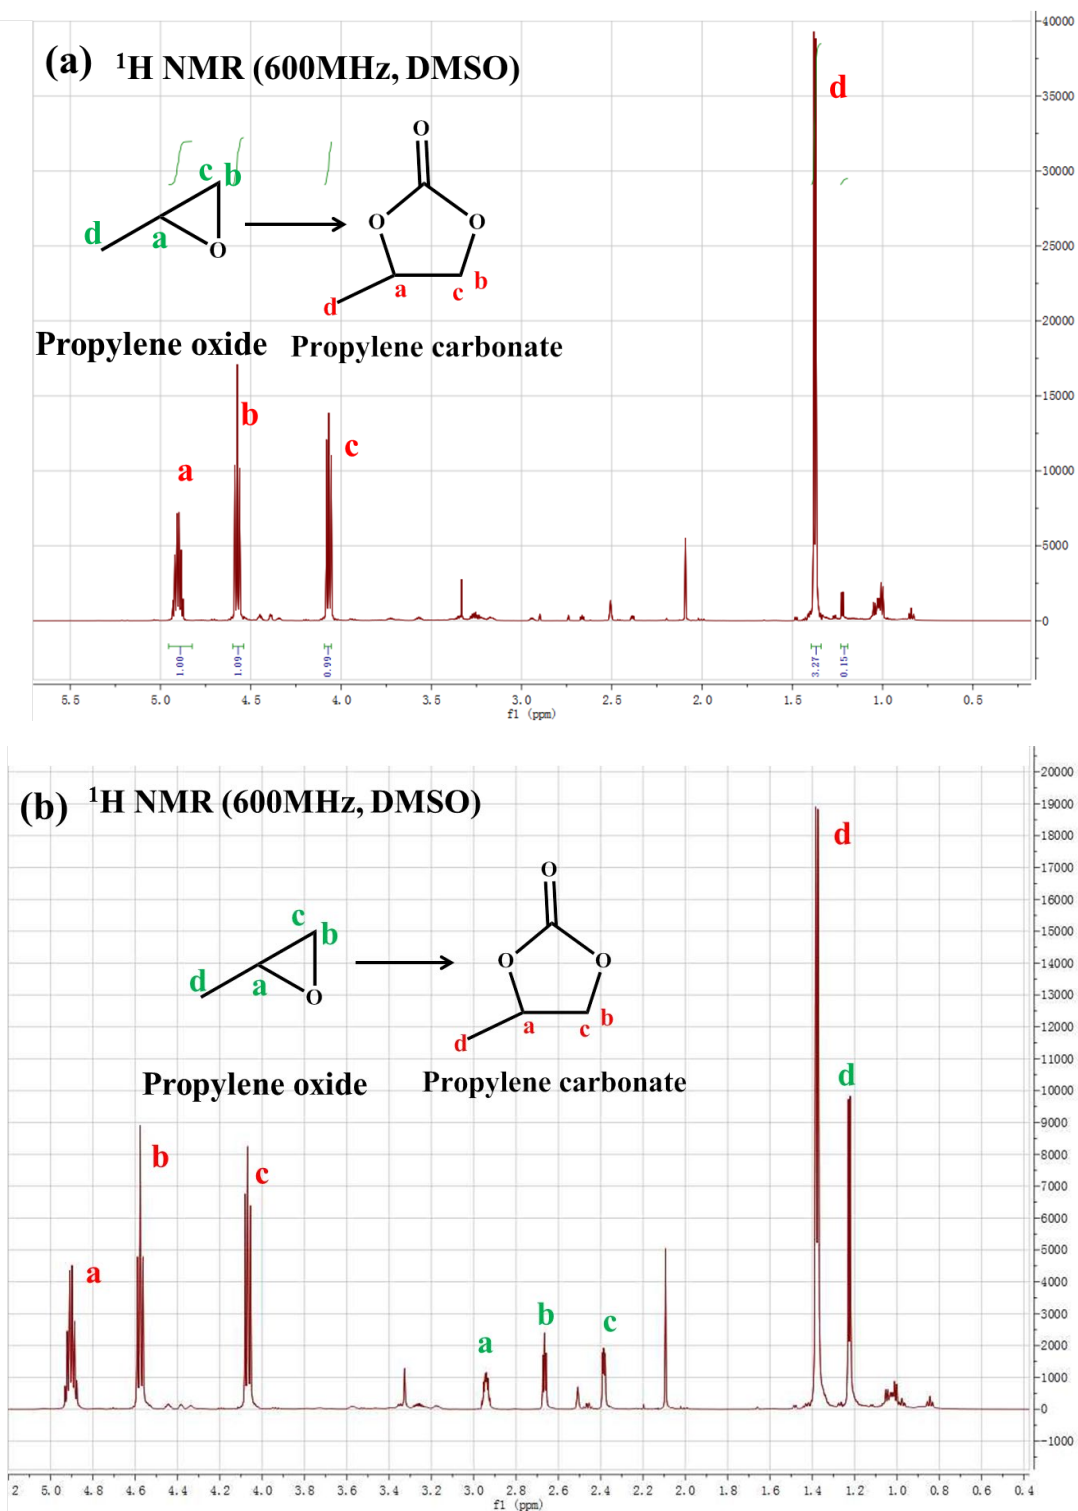 (a) ¹H NMR (600MHz, DMSO)
d
c b
d
a
O
O
O
O
a
c
b
d
Propylene oxide Propylene carbonate
a
b
c
40000
35000
30000
25000
20000
15000
10000
5000
0
1.00
1.09
0.99
3.27
0.15
5.5 5.0 4.5 4.0 3.5 3.0 2.5 2.0 1.5 1.0 0.5
f1 (ppm)
(b) ¹H NMR (600MHz, DMSO)
d
c
b
d
a
O
O
O
O
a
c
b
d
Propylene oxide Propylene carbonate
d
b
c
a
a
b
c
20000
19000
18000
17000
16000
15000
14000
13000
12000
11000
10000
9000
8000
7000
6000
5000
4000
3000
2000
1000
0
-1000
2 5.0 4.8 4.6 4.4 4.2 4.0 3.8 3.6 3.4 3.2 3.0 2.8 2.6 2.4 2.2 2.0 1.8 1.6 1.4 1.2 1.0 0.8 0.6 0.4
f1 (ppm)